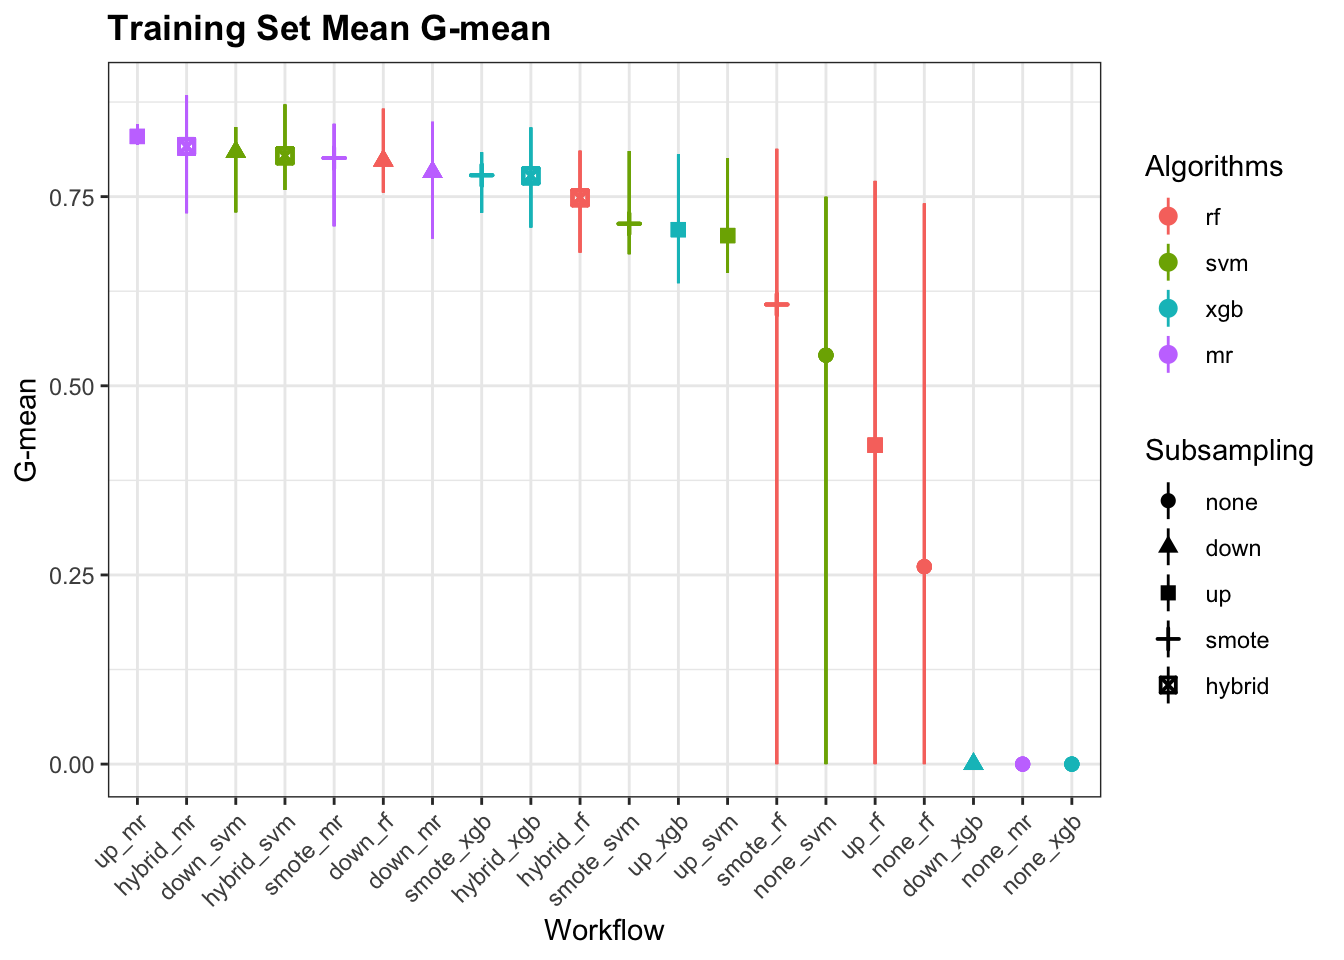 Training Set Mean G-mean
G-mean
0.75
0.50
0.25
0.00
up_mr
hybrid_mr
down_svm
hybrid_svm
smote_mr
down_rf
down_mr
smote_xgb
hybrid_xgb
hybrid_rf
smote_svm
up_xgb
up_svm
smote_rf
none_svm
up_rf
none_rf
down_xgb
none_mr
none_xgb
Workflow
Algorithms
rf
svm
xgb
mr
Subsampling
none
down
up
smote
hybrid